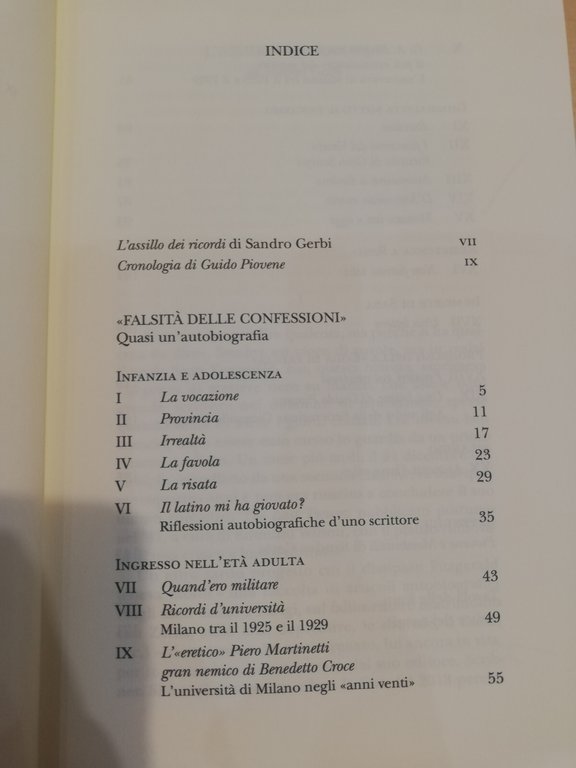 INDICE
L'assillo dei ricordi di Sandro Gerbi VII
Cronologia di Guido Piovene IX
«FALSITÀ DELLE CONFESSIONI»
Quasi un'autobiografia
INFANZIA E ADOLESCENZA
I La vocazione 5
II Provincia 11
III Irrealtà 17
IV La favola 23
V La risata 29
VI Il latino mi ha giovato?
Riflessioni autobiografiche d'uno scrittore 35
INGRESSO NELL'ETÀ ADULTA
VII Quand'ero militare 43
VIII Ricordi d'università
Milano tra il 1925 e il 1929 49
IX L'«eretico» Piero Martinetti
gran nemico di Benedetto Croce
L'università di Milano negli «anni venti» 55